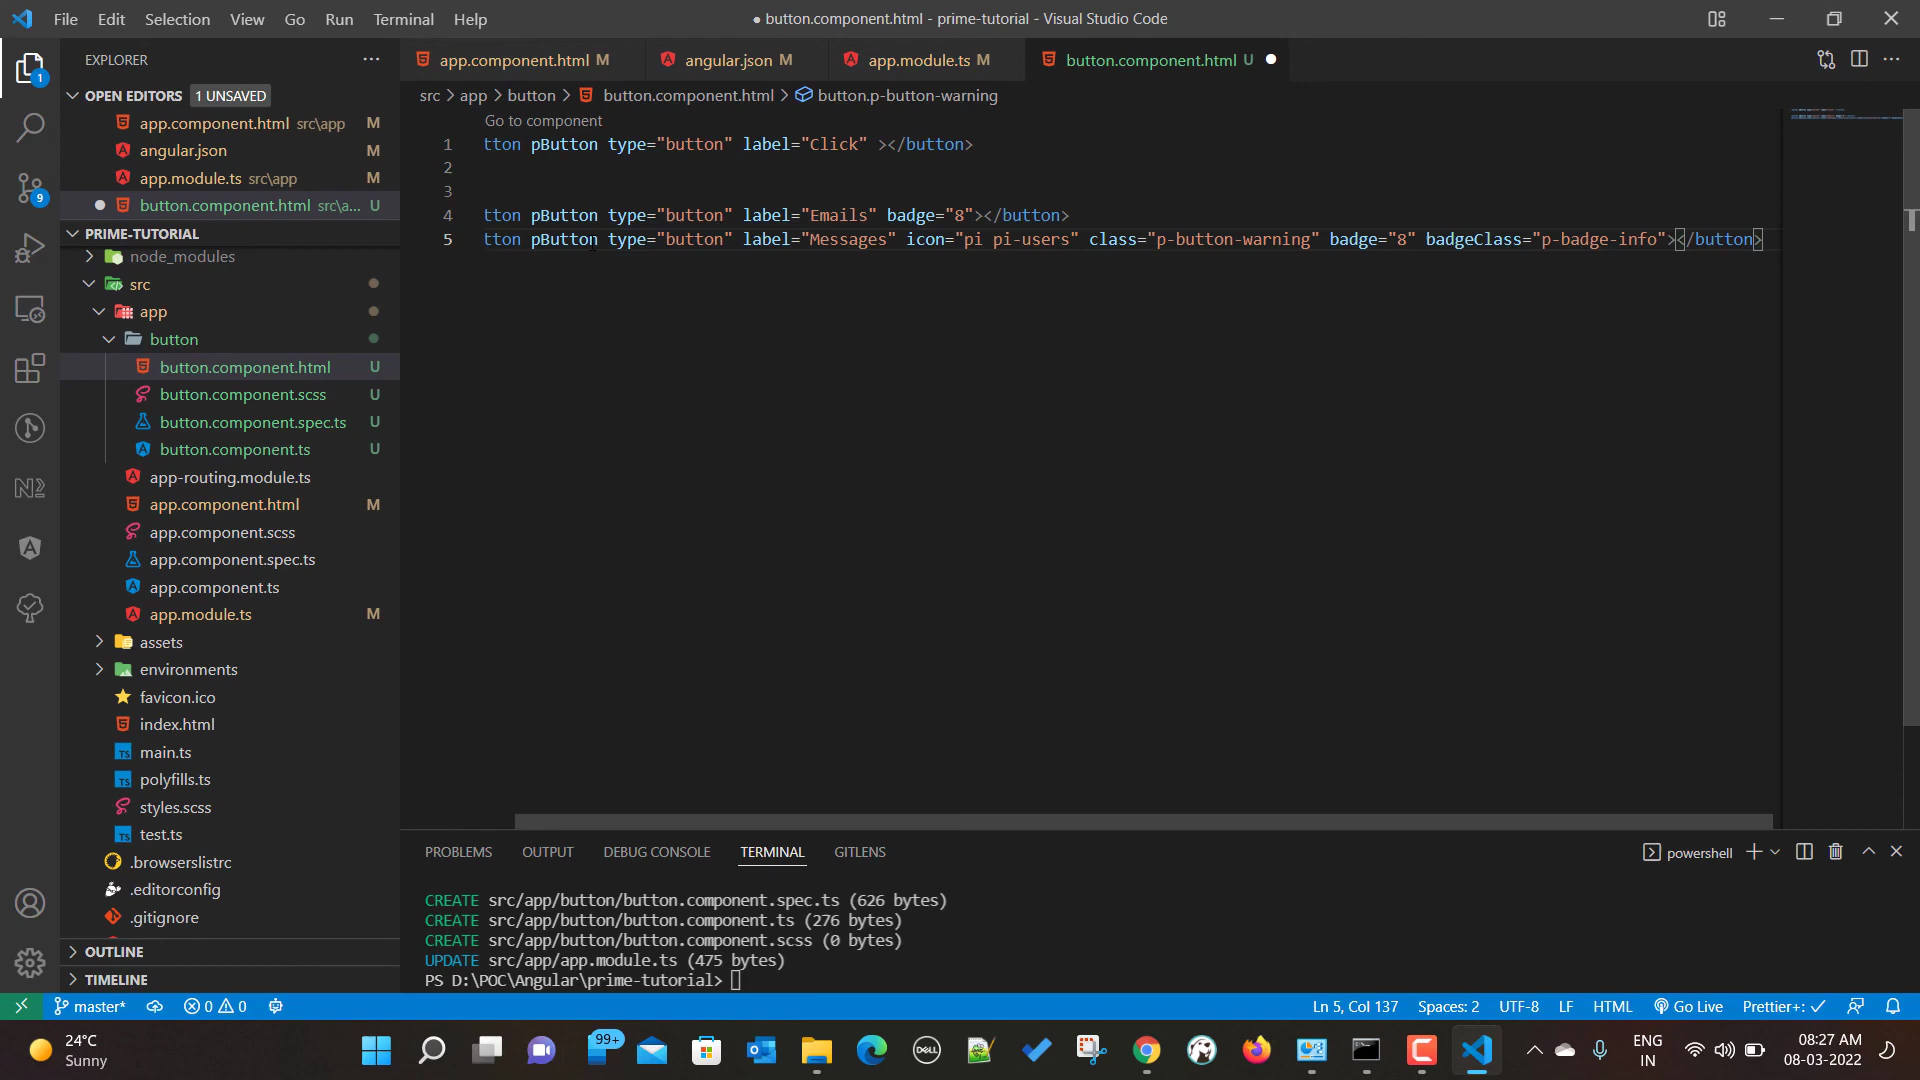 File Edit Selection View Go Run Terminal Help
● button.component.html - prime-tutorial - Visual Studio Code
EXPLORER
OPEN EDITORS 1 UNSAVED
app.component.html src\app M
angular.json M
app.module.ts src\app M
button.component.html src\a... U
PRIME-TUTORIAL
node_modules
src
app
button
button.component.html U
button.component.scss U
button.component.spec.ts U
button.component.ts U
app-routing.module.ts
app.component.html M
app.component.scss
app.component.spec.ts
app.component.ts
app.module.ts M
assets
environments
favicon.ico
index.html
main.ts
polyfills.ts
styles.scss
test.ts
.browserslistrc
.editorconfig
.gitignore
OUTLINE
TIMELINE
1
9
app.component.html M angular.json M app.module.ts M button.component.html U
src > app > button > button.component.html > button.p-button-warning
Go to component
1 tton pButton type="button" label="Click" ></button>
2
3
4 tton pButton type="button" label="Emails" badge="8"></button>
5 tton pButton type="button" label="Messages" icon="pi pi-users" class="p-button-warning" badge="8" badgeClass="p-badge-info"></button>
PROBLEMS OUTPUT DEBUG CONSOLE TERMINAL GITLENS
powershell
CREATE src/app/button/button.component.spec.ts (626 bytes)
CREATE src/app/button/button.component.ts (276 bytes)
CREATE src/app/button/button.component.scss (0 bytes)
UPDATE src/app/app.module.ts (475 bytes)
PS D:\POC\Angular\prime-tutorial>
master* 0 0 Ln 5, Col 137 Spaces: 2 UTF-8 LF HTML Go Live Prettier+:
24°C
Sunny
99+
DELL
ENG
IN
08:27 AM
08-03-2022